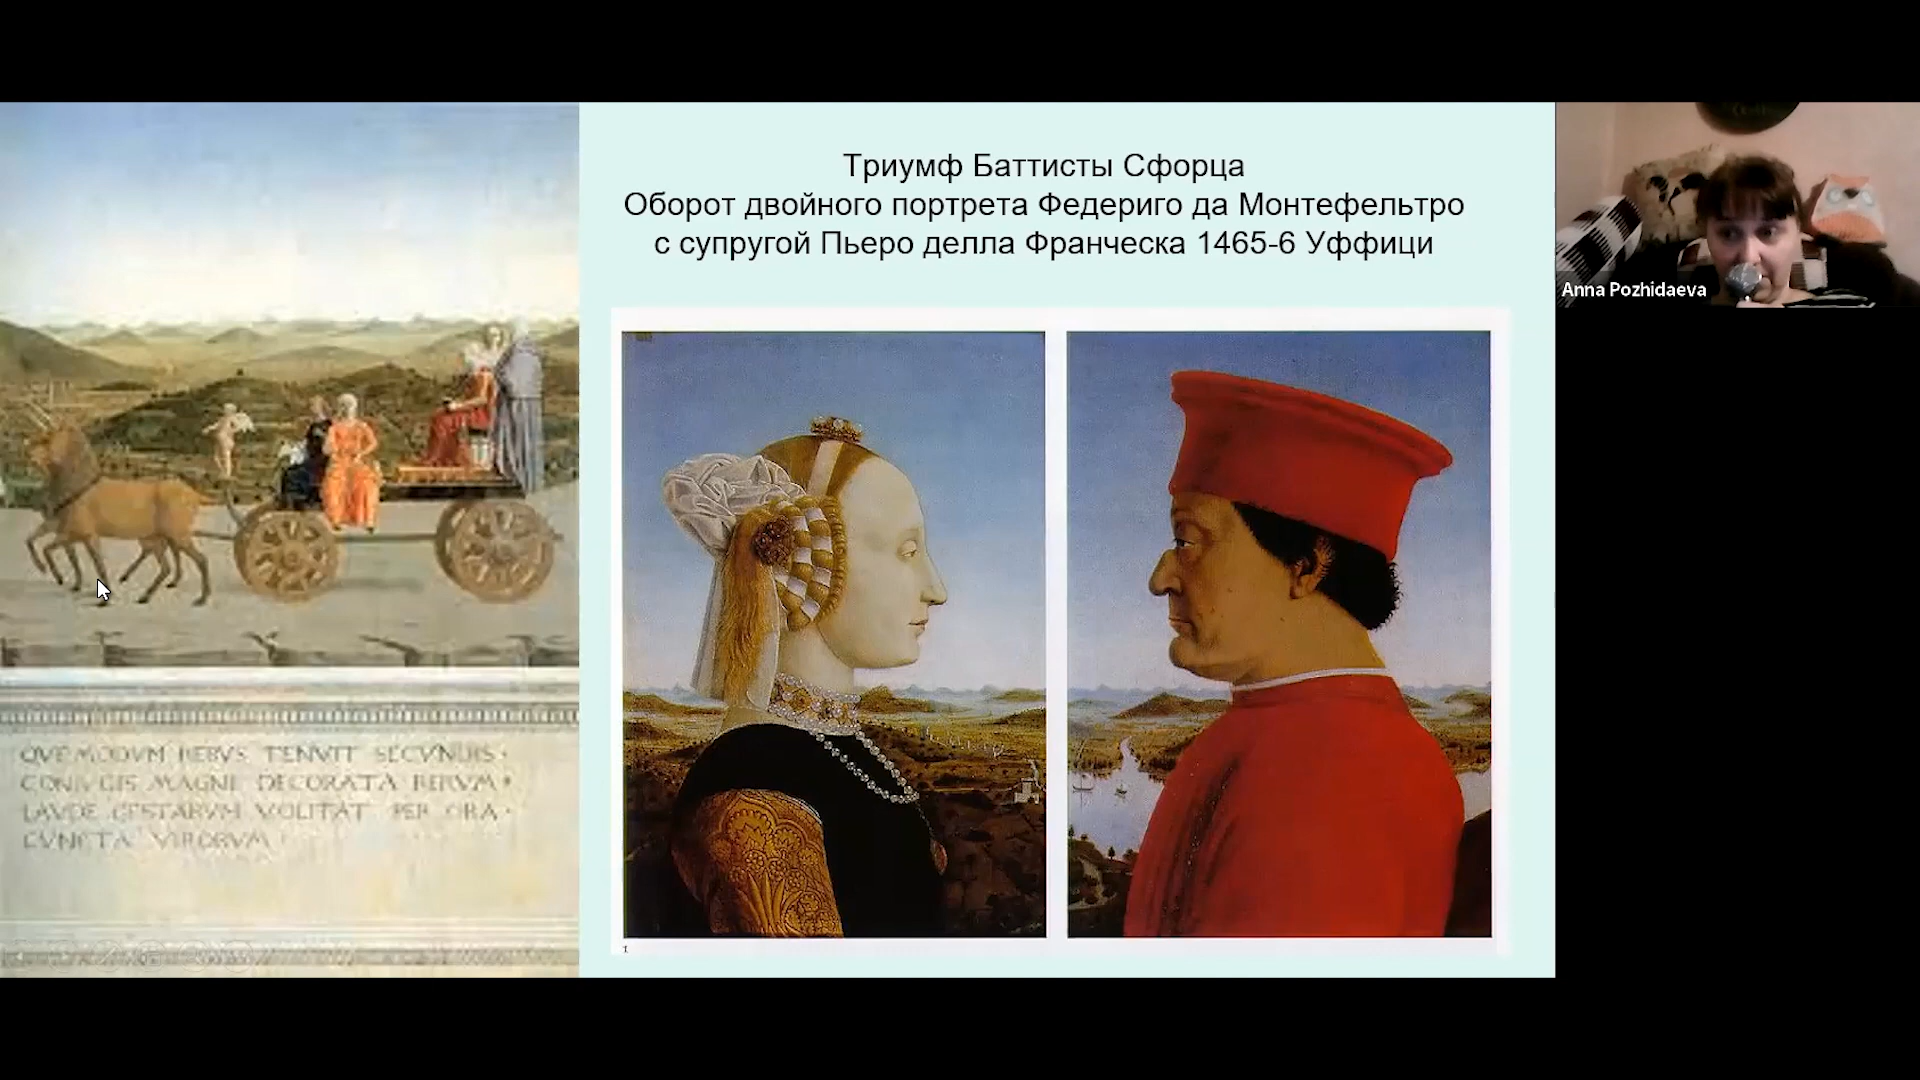 Триумф Баттисты Сфорца
Оборот двойного портрета Федериго да Монтефельтро
с супругой Пьеро делла Франческа 1465-6 Уффици
Anna Pozhidaeva
QVE MODVM REBVS TENVIT SECVNDIS ·
CONIVGIS MAGNI DECORATA RERVM ·
LAVDE GESTARVM VOLITAT PER ORA ·
CVNCTA VIRORVM ·
1